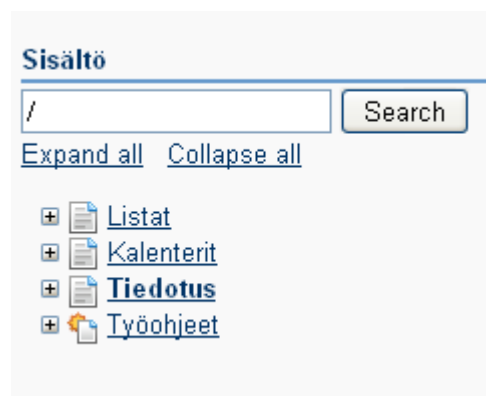 Sisältö
/ Search
Expand all Collapse all
Listat
Kalenterit
Tiedotus
Työohjeet